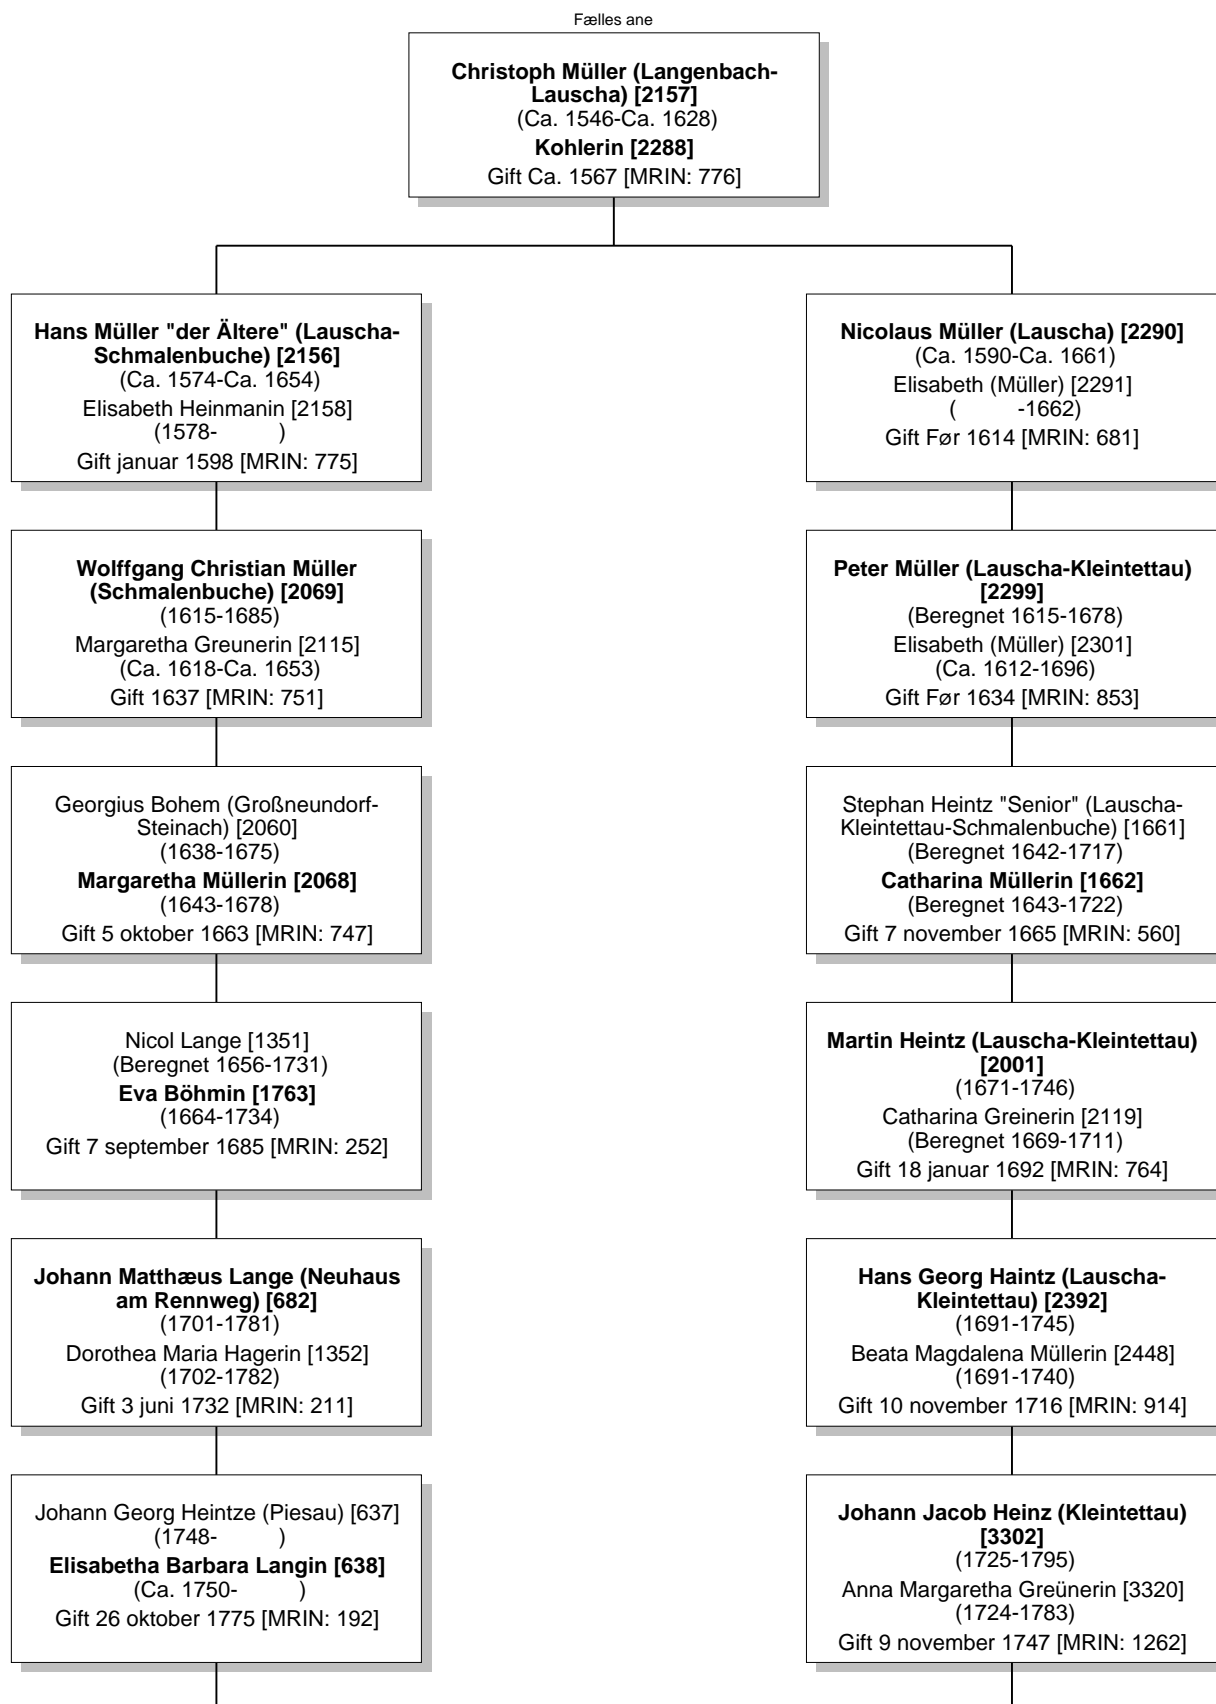 Fælles ane
Christoph Müller (Langenbach-
Lauscha) [2157]
(Ca. 1546-Ca. 1628)
Kohlerin [2288]
Gift Ca. 1567 [MRIN: 776]
Hans Müller "der Ältere" (Lauscha-
Schmalenbuche) [2156]
(Ca. 1574-Ca. 1654)
Elisabeth Heinmanin [2158]
(1578- )
Gift januar 1598 [MRIN: 775]
Nicolaus Müller (Lauscha) [2290]
(Ca. 1590-Ca. 1661)
Elisabeth (Müller) [2291]
( -1662)
Gift Før 1614 [MRIN: 681]
Wolffgang Christian Müller
(Schmalenbuche) [2069]
(1615-1685)
Margaretha Greunerin [2115]
(Ca. 1618-Ca. 1653)
Gift 1637 [MRIN: 751]
Peter Müller (Lauscha-Kleintettau)
[2299]
(Beregnet 1615-1678)
Elisabeth (Müller) [2301]
(Ca. 1612-1696)
Gift Før 1634 [MRIN: 853]
Georgius Bohem (Großneundorf-
Steinach) [2060]
(1638-1675)
Margaretha Müllerin [2068]
(1643-1678)
Gift 5 oktober 1663 [MRIN: 747]
Stephan Heintz "Senior" (Lauscha-
Kleintettau-Schmalenbuche) [1661]
(Beregnet 1642-1717)
Catharina Müllerin [1662]
(Beregnet 1643-1722)
Gift 7 november 1665 [MRIN: 560]
Nicol Lange [1351]
(Beregnet 1656-1731)
Eva Böhmin [1763]
(1664-1734)
Gift 7 september 1685 [MRIN: 252]
Martin Heintz (Lauscha-Kleintettau)
[2001]
(1671-1746)
Catharina Greinerin [2119]
(Beregnet 1669-1711)
Gift 18 januar 1692 [MRIN: 764]
Johann Matthæus Lange (Neuhaus
am Rennweg) [682]
(1701-1781)
Dorothea Maria Hagerin [1352]
(1702-1782)
Gift 3 juni 1732 [MRIN: 211]
Hans Georg Haintz (Lauscha-
Kleintettau) [2392]
(1691-1745)
Beata Magdalena Müllerin [2448]
(1691-1740)
Gift 10 november 1716 [MRIN: 914]
Johann Georg Heintze (Piesau) [637]
(1748- )
Elisabetha Barbara Langin [638]
(Ca. 1750- )
Gift 26 oktober 1775 [MRIN: 192]
Johann Jacob Heinz (Kleintettau)
[3302]
(1725-1795)
Anna Margaretha Greünerin [3320]
(1724-1783)
Gift 9 november 1747 [MRIN: 1262]